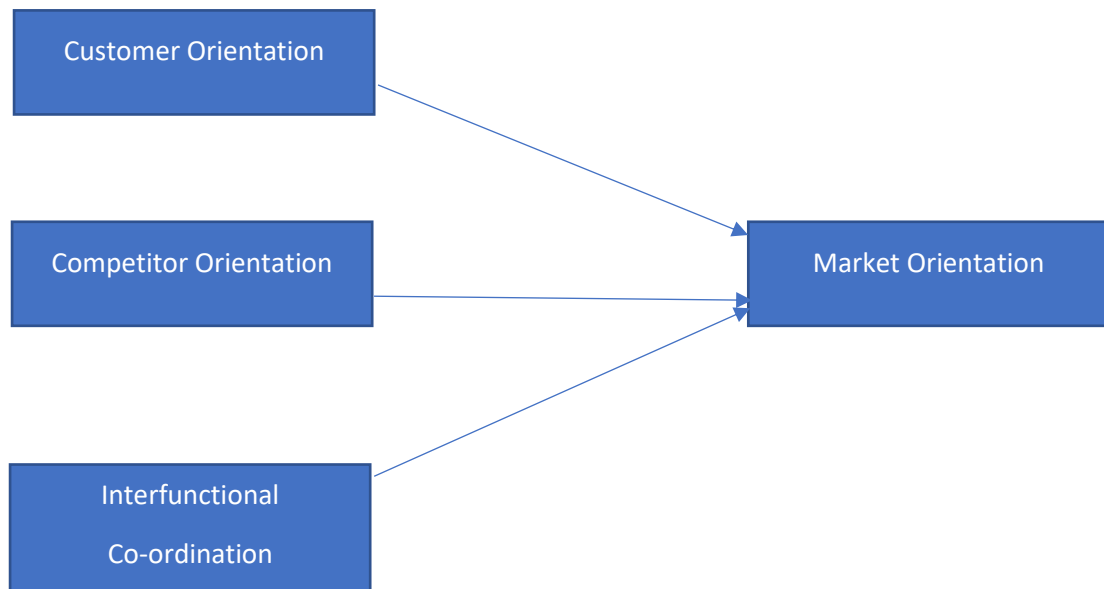 Customer Orientation
Competitor Orientation
Market Orientation
Interfunctional
Co-ordination